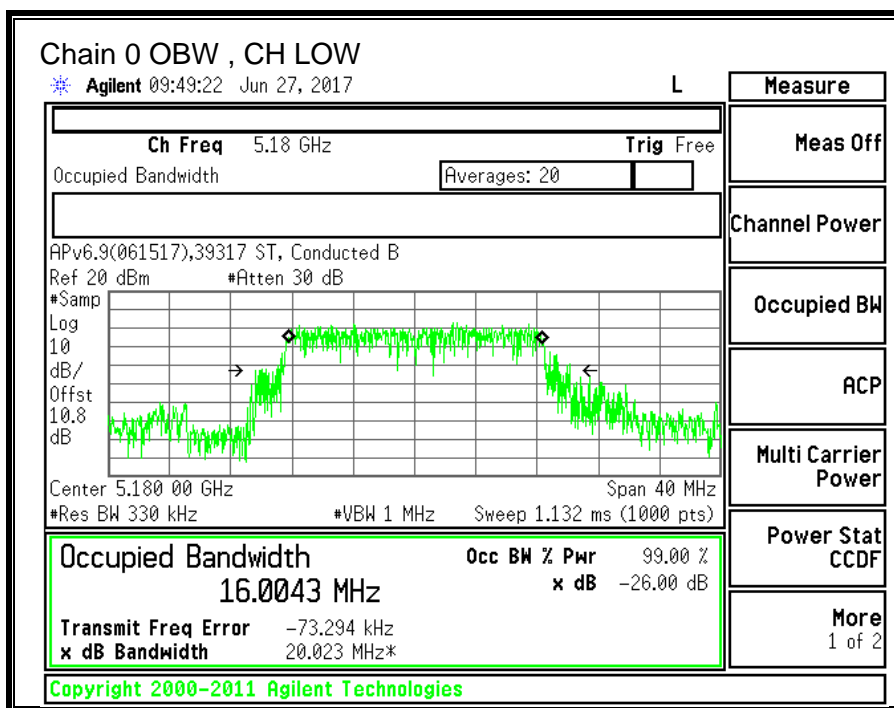 Chain 0 OBW , CH LOW
Agilent 09:49:22 Jun 27, 2017 L
Measure
Ch Freq 5.18 GHz Trig Free
Occupied Bandwidth Averages: 20
APv6.9(061517),39317 ST, Conducted B
Ref 20 dBm #Atten 30 dB
#Samp
Log
10
dB/
Offst
10.8
dB
Center 5.180 00 GHz Span 40 MHz
#Res BW 330 kHz #VBW 1 MHz Sweep 1.132 ms (1000 pts)
Occupied Bandwidth Occ BW % Pwr 99.00 %
16.0043 MHz x dB -26.00 dB
Transmit Freq Error -73.294 kHz
x dB Bandwidth 20.023 MHz*
Copyright 2000-2011 Agilent Technologies
Meas Off
Channel Power
Occupied BW
ACP
Multi Carrier
Power
Power Stat
CCDF
More
1 of 2